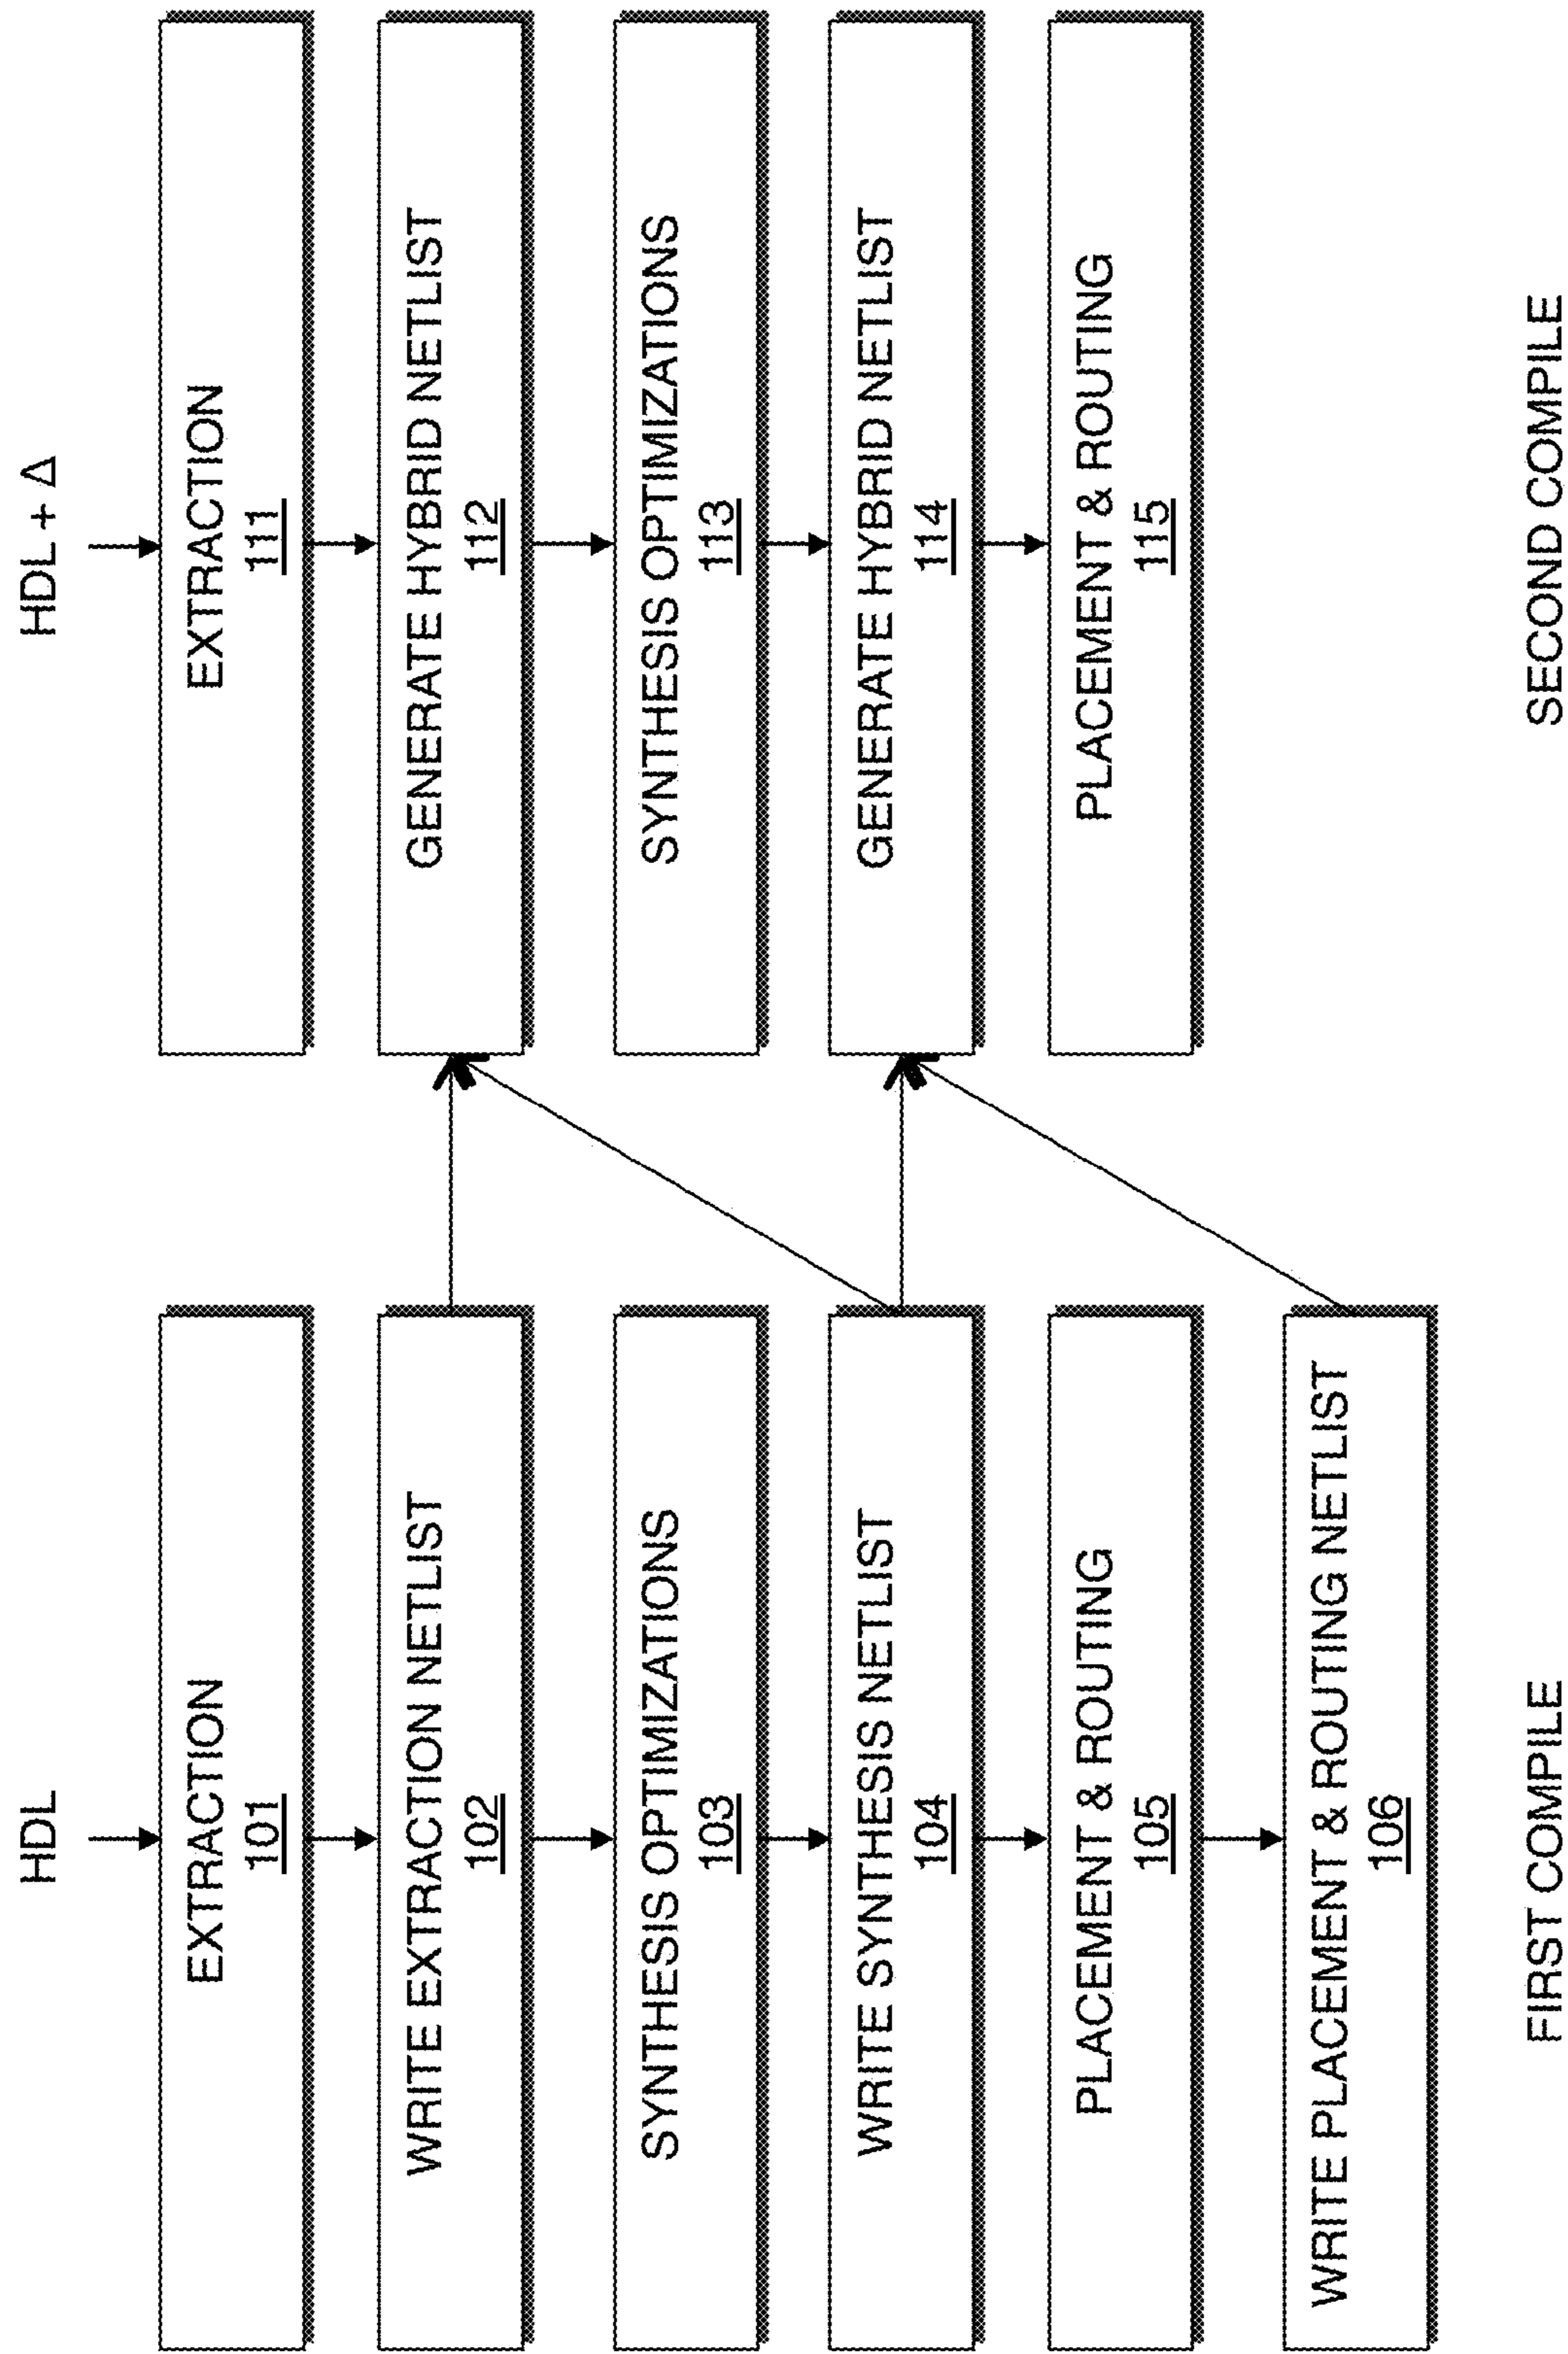 HDL
EXTRACTION
101
WRITE EXTRACTION NETLIST
102
SYNTHESIS OPTIMIZATIONS
103
WRITE SYNTHESIS NETLIST
104
PLACEMENT & ROUTING
105
WRITE PLACEMENT & ROUTING NETLIST
106
FIRST COMPILE
HDL + Δ
EXTRACTION
111
GENERATE HYBRID NETLIST
112
SYNTHESIS OPTIMIZATIONS
113
GENERATE HYBRID NETLIST
114
PLACEMENT & ROUTING
115
SECOND COMPILE